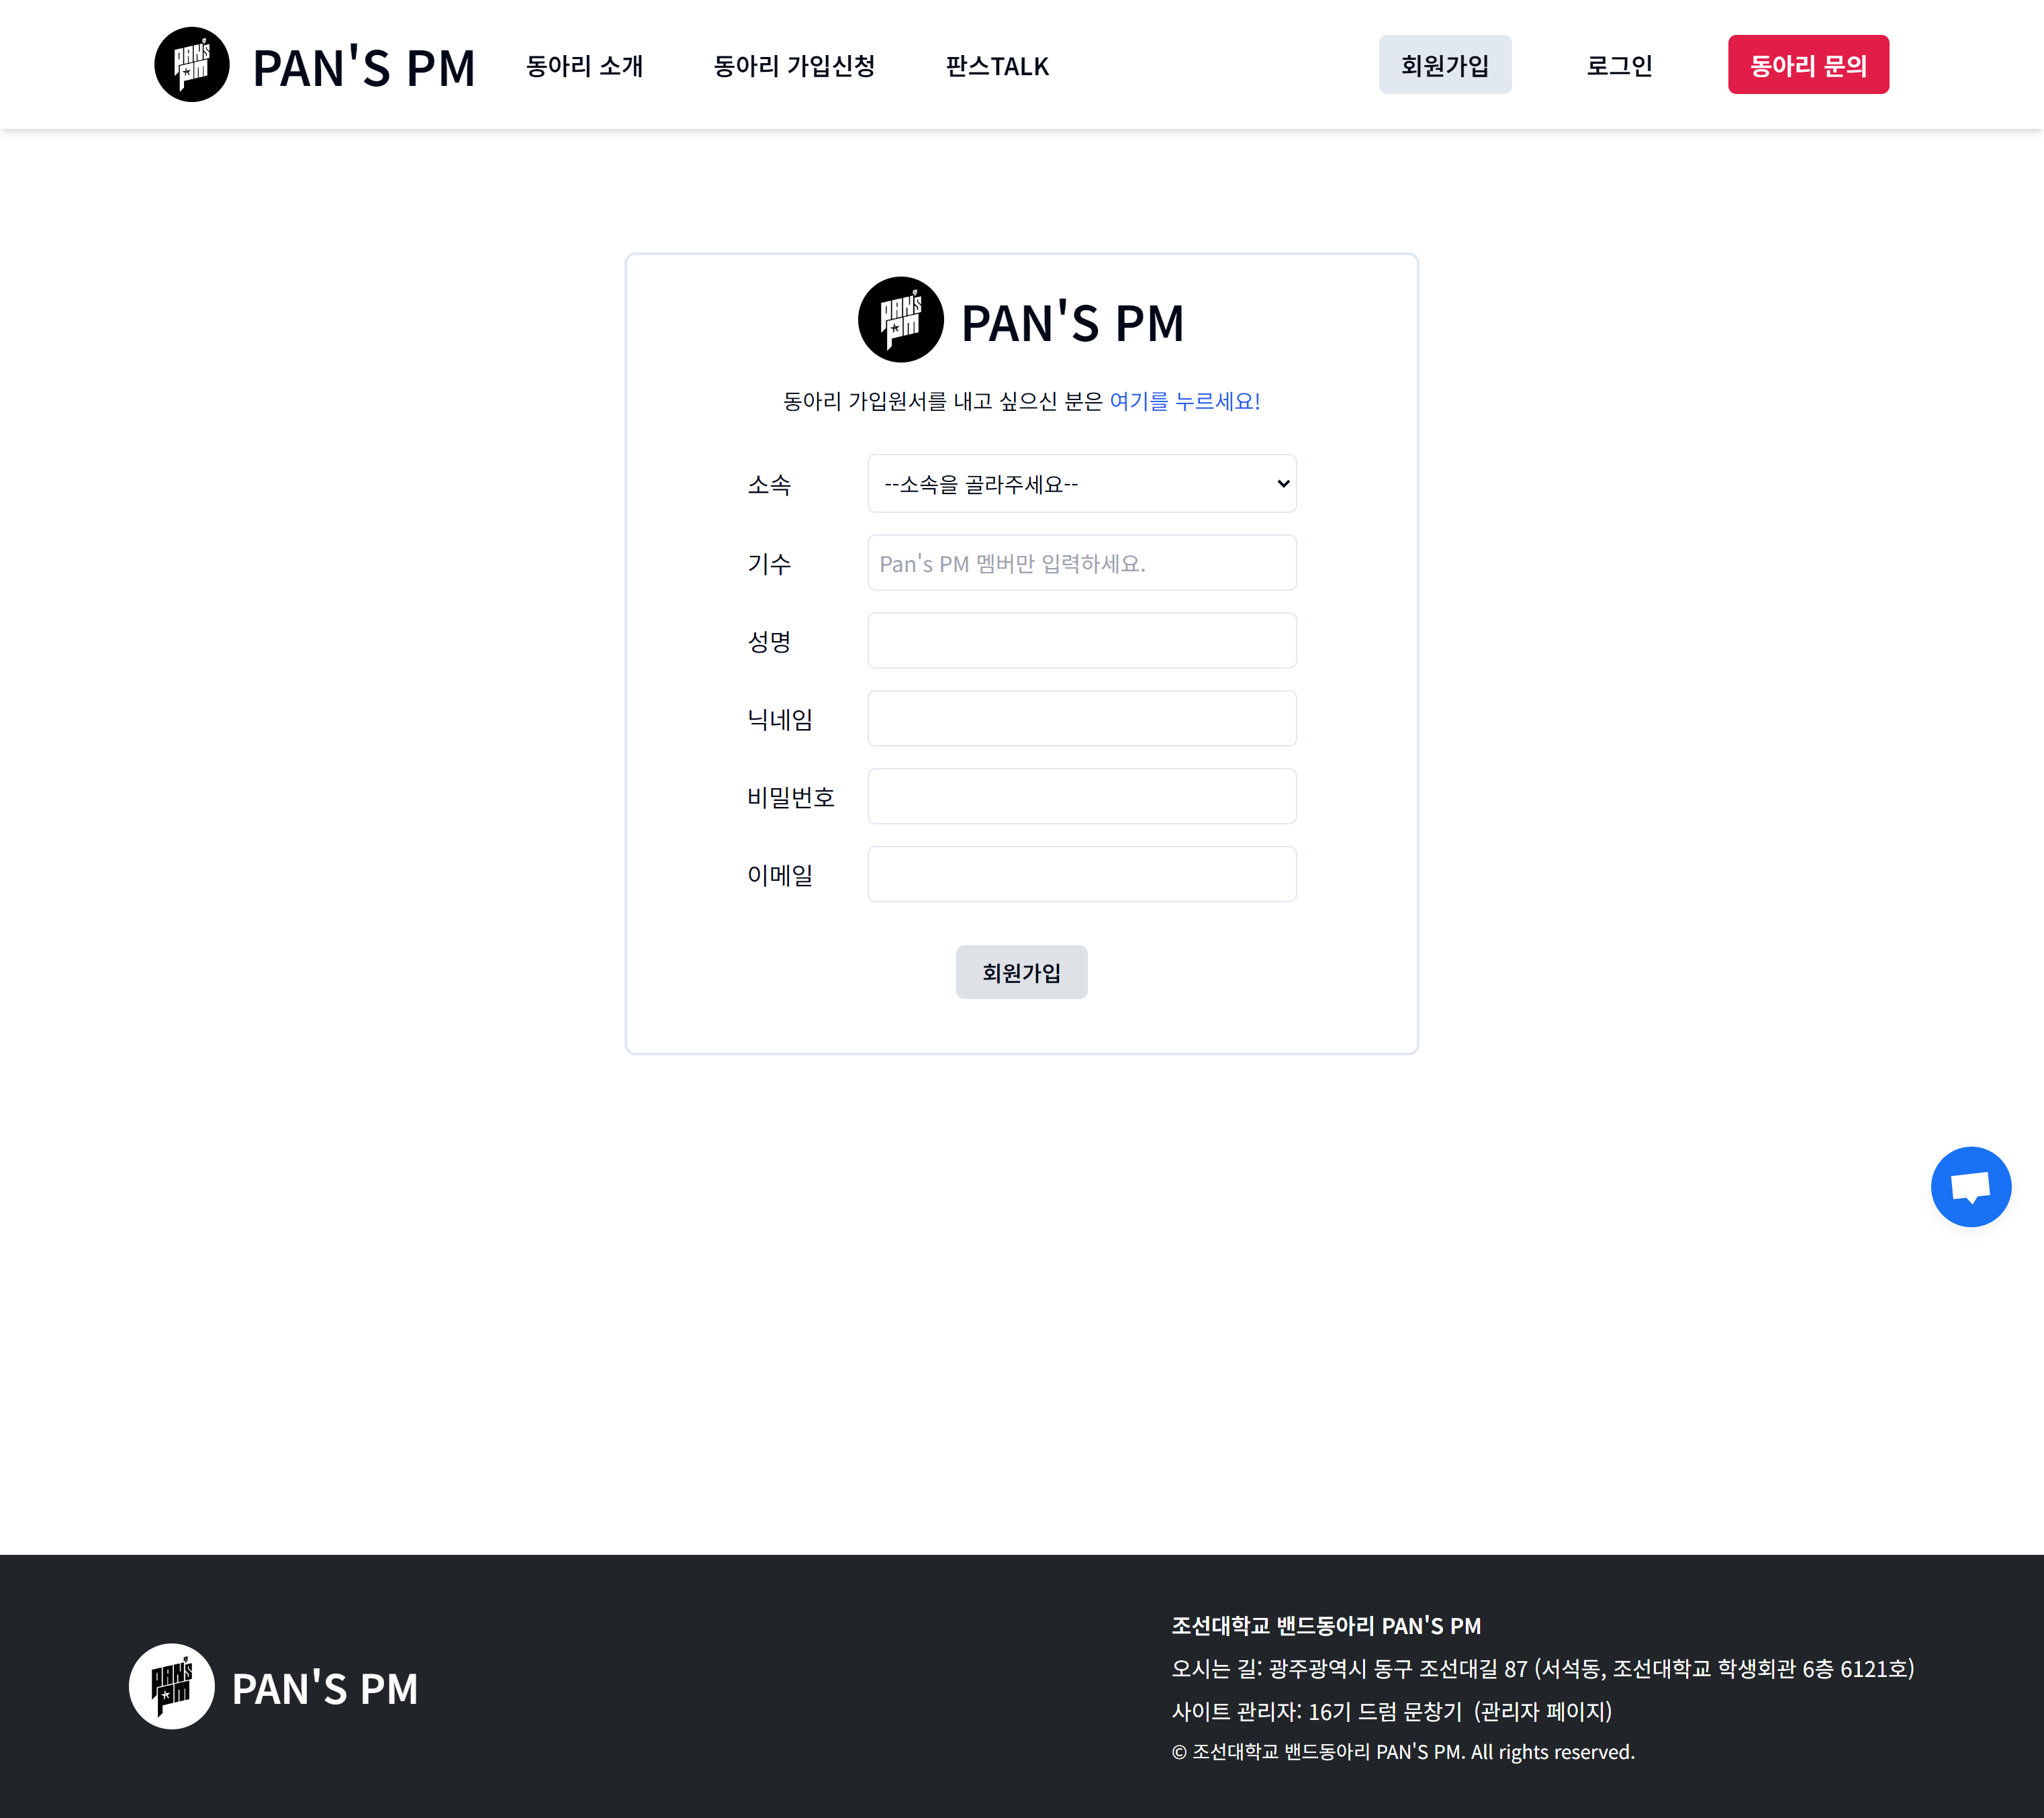 PAN'S PM
PAN'S PM 동아리 소개 동아리 가입신청 판스TALK 회원가입 로그인 동아리 문의
PAN'S PM
PAN'S PM
동아리 가입원서를 내고 싶으신 분은 여기를 누르세요!
소속 --소속을 골라주세요--
기수 Pan's PM 멤버만 입력하세요.
성명
닉네임
비밀번호
이메일
회원가입
PAN'S PM
PAN'S PM
조선대학교 밴드동아리 PAN'S PM
오시는 길: 광주광역시 동구 조선대길 87 (서석동, 조선대학교 학생회관 6층 6121호)
사이트 관리자: 16기 드럼 문창기 (관리자 페이지)
© 조선대학교 밴드동아리 PAN'S PM. All rights reserved.